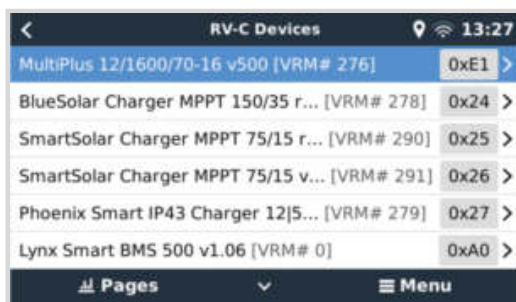 RV-C Devices 13:27
MultiPlus 12/1600/70-16 v500 [VRM# 276] 0xE1
BlueSolar Charger MPPT 150/35 r... [VRM# 278] 0x24
SmartSolar Charger MPPT 75/15 r... [VRM# 290] 0x25
SmartSolar Charger MPPT 75/15 v... [VRM# 291] 0x26
Phoenix Smart IP43 Charger 12|5... [VRM# 279] 0x27
Lynx Smart BMS 500 v1.06 [VRM# 0] 0xA0
Pages Menu